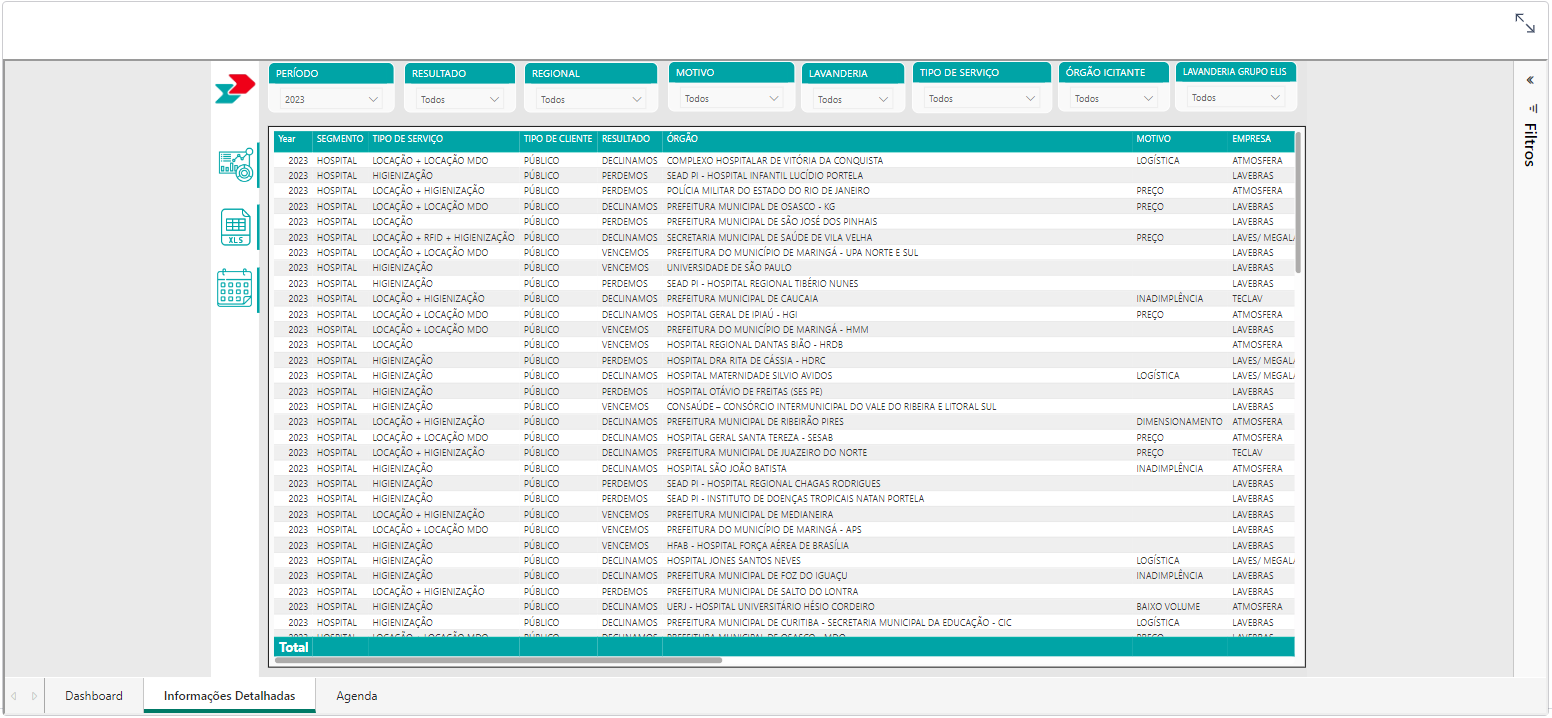 PERÍODO RESULTADO REGIONAL MOTIVO LAVANDERIA TIPO DE SERVIÇO ÓRGÃO ICITANTE LAVANDERIA GRUPO ELIS
2023 Todos Todos Todos Todos Todos Todos Todos
Year SEGMENTO TIPO DE SERVIÇO TIPO DE CLIENTE RESULTADO ÓRGÃO MOTIVO EMPRESA
2023 HOSPITAL LOCAÇÃO + LOCAÇÃO MDO PÚBLICO DECLINAMOS COMPLEXO HOSPITALAR DE VITÓRIA DA CONQUISTA LOGÍSTICA ATMOSFERA
2023 HOSPITAL HIGIENIZAÇÃO PÚBLICO PERDEMOS SEAD PI - HOSPITAL INFANTIL LUCÍDIO PORTELA LAVEBRAS
2023 HOSPITAL LOCAÇÃO + HIGIENIZAÇÃO PÚBLICO PERDEMOS POLÍCIA MILITAR DO ESTADO DO RIO DE JANEIRO PREÇO ATMOSFERA
2023 HOSPITAL LOCAÇÃO + LOCAÇÃO MDO PÚBLICO DECLINAMOS PREFEITURA MUNICIPAL DE OSASCO - KG PREÇO ATMOSFERA
2023 HOSPITAL LOCAÇÃO PÚBLICO PERDEMOS PREFEITURA MUNICIPAL DE SÃO JOSÉ DOS PINHAIS LAVEBRAS
2023 HOSPITAL LOCAÇÃO + RFID + HIGIENIZAÇÃO PÚBLICO DECLINAMOS SECRETARIA MUNICIPAL DE SAÚDE DE VILA VELHA PREÇO LAVES/ MEGALA
2023 HOSPITAL LOCAÇÃO + LOCAÇÃO MDO PÚBLICO VENCEMOS PREFEITURA DO MUNICÍPIO DE MARINGÁ - UPA NORTE E SUL LAVEBRAS
2023 HOSPITAL HIGIENIZAÇÃO PÚBLICO VENCEMOS UNIVERSIDADE DE SÃO PAULO LAVEBRAS
2023 HOSPITAL HIGIENIZAÇÃO PÚBLICO PERDEMOS SEAD PI - HOSPITAL REGIONAL TIBÉRIO NUNES LAVEBRAS
2023 HOSPITAL LOCAÇÃO + HIGIENIZAÇÃO PÚBLICO DECLINAMOS PREFEITURA MUNICIPAL DE CAUCAIA INADIMPLÊNCIA TECLAV
2023 HOSPITAL LOCAÇÃO + LOCAÇÃO MDO PÚBLICO DECLINAMOS HOSPITAL GERAL DE IPIAÚ - HGI PREÇO ATMOSFERA
2023 HOSPITAL LOCAÇÃO + LOCAÇÃO MDO PÚBLICO VENCEMOS PREFEITURA DO MUNICÍPIO DE MARINGÁ - HMM LAVEBRAS
2023 HOSPITAL LOCAÇÃO PÚBLICO VENCEMOS HOSPITAL REGIONAL DANTAS BIÃO - HRDB ATMOSFERA
2023 HOSPITAL HIGIENIZAÇÃO PÚBLICO PERDEMOS HOSPITAL DRA RITA DE CÁSSIA - HDRC LAVES/ MEGALA
2023 HOSPITAL HIGIENIZAÇÃO PÚBLICO DECLINAMOS HOSPITAL MATERNIDADE SILVIO AVIDOS LOGÍSTICA LAVES/ MEGALA
2023 HOSPITAL HIGIENIZAÇÃO PÚBLICO PERDEMOS HOSPITAL OTÁVIO DE FREITAS (SES PE) LAVEBRAS
2023 HOSPITAL HIGIENIZAÇÃO PÚBLICO VENCEMOS CONSAÚDE – CONSÓRCIO INTERMUNICIPAL DO VALE DO RIBEIRA E LITORAL SUL LAVEBRAS
2023 HOSPITAL LOCAÇÃO + HIGIENIZAÇÃO PÚBLICO DECLINAMOS PREFEITURA MUNICIPAL DE RIBEIRÃO PIRES DIMENSIONAMENTO ATMOSFERA
2023 HOSPITAL LOCAÇÃO + LOCAÇÃO MDO PÚBLICO DECLINAMOS HOSPITAL GERAL SANTA TEREZA - SESAB PREÇO ATMOSFERA
2023 HOSPITAL LOCAÇÃO + HIGIENIZAÇÃO PÚBLICO DECLINAMOS PREFEITURA MUNICIPAL DE JUAZEIRO DO NORTE PREÇO TECLAV
2023 HOSPITAL HIGIENIZAÇÃO PÚBLICO DECLINAMOS HOSPITAL SÃO JOÃO BATISTA INADIMPLÊNCIA ATMOSFERA
2023 HOSPITAL HIGIENIZAÇÃO PÚBLICO PERDEMOS SEAD PI - HOSPITAL REGIONAL CHAGAS RODRIGUES LAVEBRAS
2023 HOSPITAL HIGIENIZAÇÃO PÚBLICO PERDEMOS SEAD PI - INSTITUTO DE DOENÇAS TROPICAIS NATAN PORTELA LAVEBRAS
2023 HOSPITAL LOCAÇÃO + HIGIENIZAÇÃO PÚBLICO VENCEMOS PREFEITURA MUNICIPAL DE MEDIANEIRA LAVEBRAS
2023 HOSPITAL LOCAÇÃO + LOCAÇÃO MDO PÚBLICO VENCEMOS PREFEITURA DO MUNICÍPIO DE MARINGÁ - APS LAVEBRAS
2023 HOSPITAL HIGIENIZAÇÃO PÚBLICO VENCEMOS HFAB - HOSPITAL FORÇA AÉREA DE BRASÍLIA LAVEBRAS
2023 HOSPITAL HIGIENIZAÇÃO PÚBLICO DECLINAMOS HOSPITAL JONES SANTOS NEVES LOGÍSTICA LAVES/ MEGALA
2023 HOSPITAL HIGIENIZAÇÃO PÚBLICO DECLINAMOS PREFEITURA MUNICIPAL DE FOZ DO IGUAÇU INADIMPLÊNCIA LAVEBRAS
2023 HOSPITAL LOCAÇÃO + HIGIENIZAÇÃO PÚBLICO PERDEMOS PREFEITURA MUNICIPAL DE SALTO DO LONTRA LAVEBRAS
2023 HOSPITAL HIGIENIZAÇÃO PÚBLICO DECLINAMOS UERJ - HOSPITAL UNIVERSITÁRIO HÉSIO CORDEIRO BAIXO VOLUME ATMOSFERA
2023 HOSPITAL HIGIENIZAÇÃO PÚBLICO DECLINAMOS PREFEITURA MUNICIPAL DE CURITIBA - SECRETARIA MUNICIPAL DA EDUCAÇÃO - CIC LOGÍSTICA LAVEBRAS
2023 HOSPITAL LOCAÇÃO + LOCAÇÃO MDO PÚBLICO DECLINAMOS PREFEITURA MUNICIPAL DE OSASCO - MDO PREÇO LAVEBRAS
Total
XLS
Filtros
Dashboard Informações Detalhadas Agenda